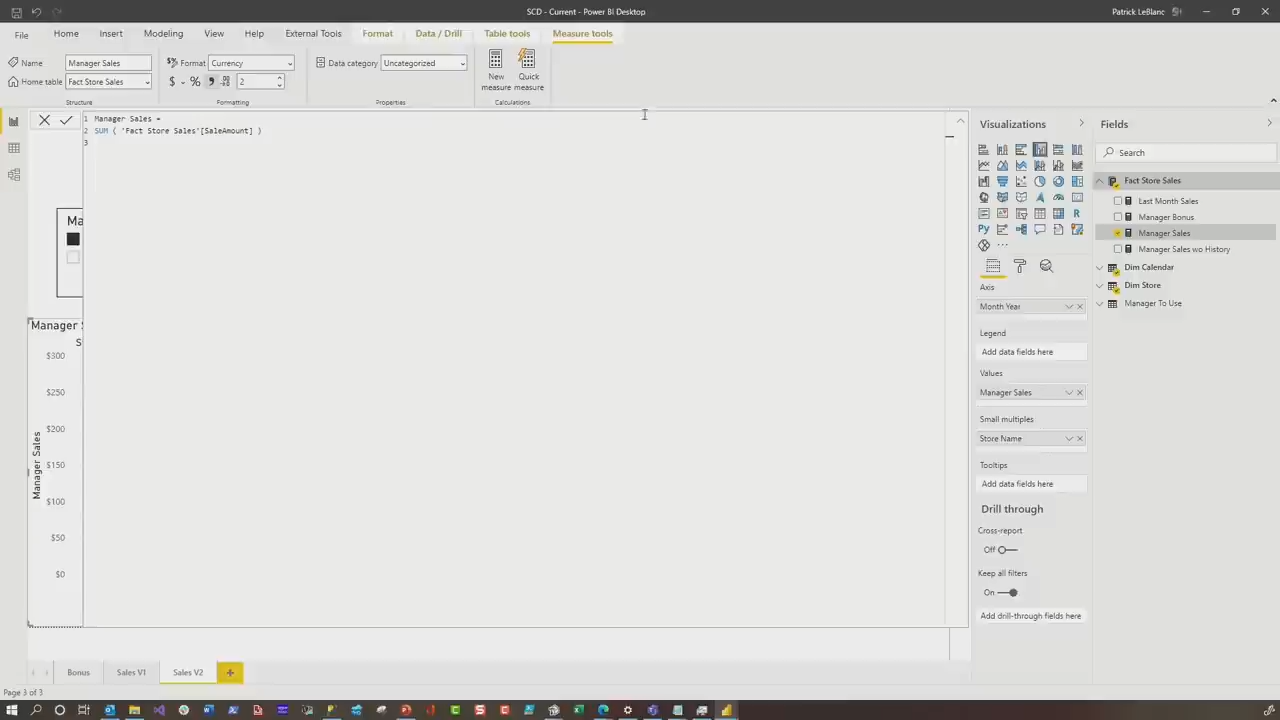 SCD - Current - Power BI Desktop
Patrick LeBlanc
File
Home
Insert
Modeling
View
Help
External Tools
Format
Data / Drill
Table tools
Measure tools
Name
Manager Sales
Home table
Fact Store Sales
Structure
Format
Currency
$
%
2
Formatting
Data category
Uncategorized
Properties
New
measure
Quick
measure
Calculations
1 Manager Sales =
2 SUM ( 'Fact Store Sales'[SaleAmount] )
3
Ma
Manager S
S
$300
$250
$200
$150
$100
$50
$0
Manager Sales
Visualizations
R
Py
Axis
Month Year
Legend
Add data fields here
Values
Manager Sales
Small multiples
Store Name
Tooltips
Add data fields here
Drill through
Cross-report
Off
Keep all filters
On
Add drill-through fields here
Fields
Search
Fact Store Sales
Last Month Sales
Manager Bonus
Manager Sales
Manager Sales wo History
Dim Calendar
Dim Store
Manager To Use
Bonus
Sales V1
Sales V2
Page 3 of 3